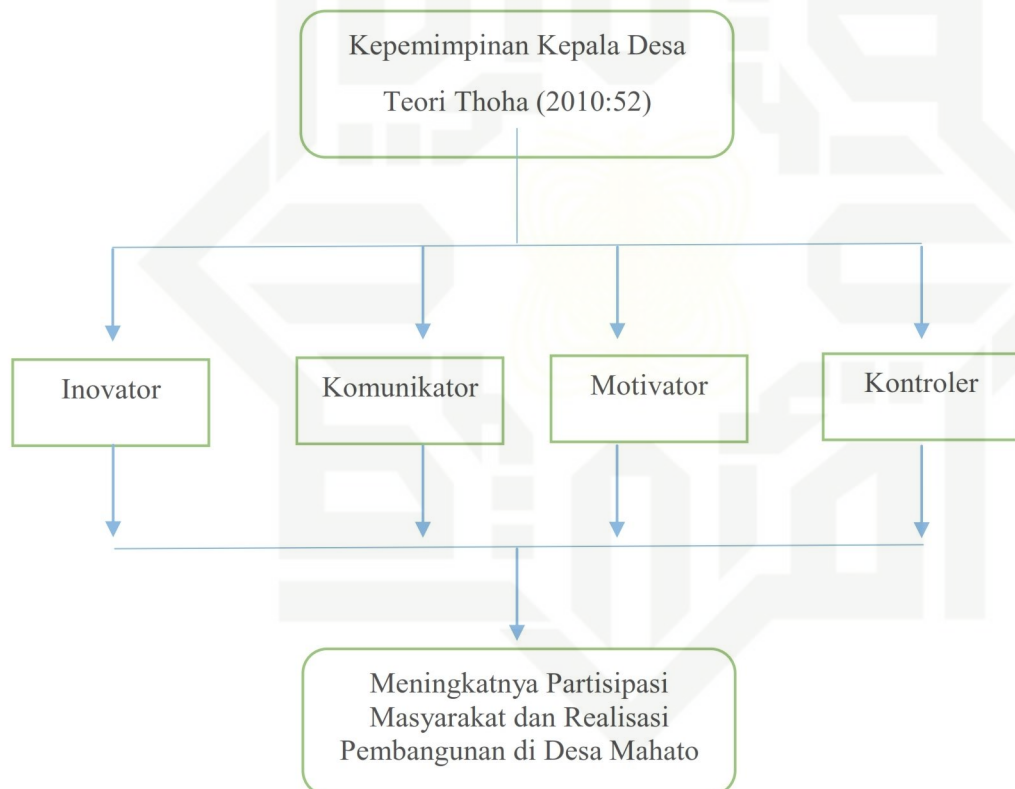 Kepemimpinan Kepala Desa
Teori Thoha (2010:52)
Inovator
Komunikator
Motivator
Kontroler
Meningkatnya Partisipasi
Masyarakat dan Realisasi
Pembangunan di Desa Mahato